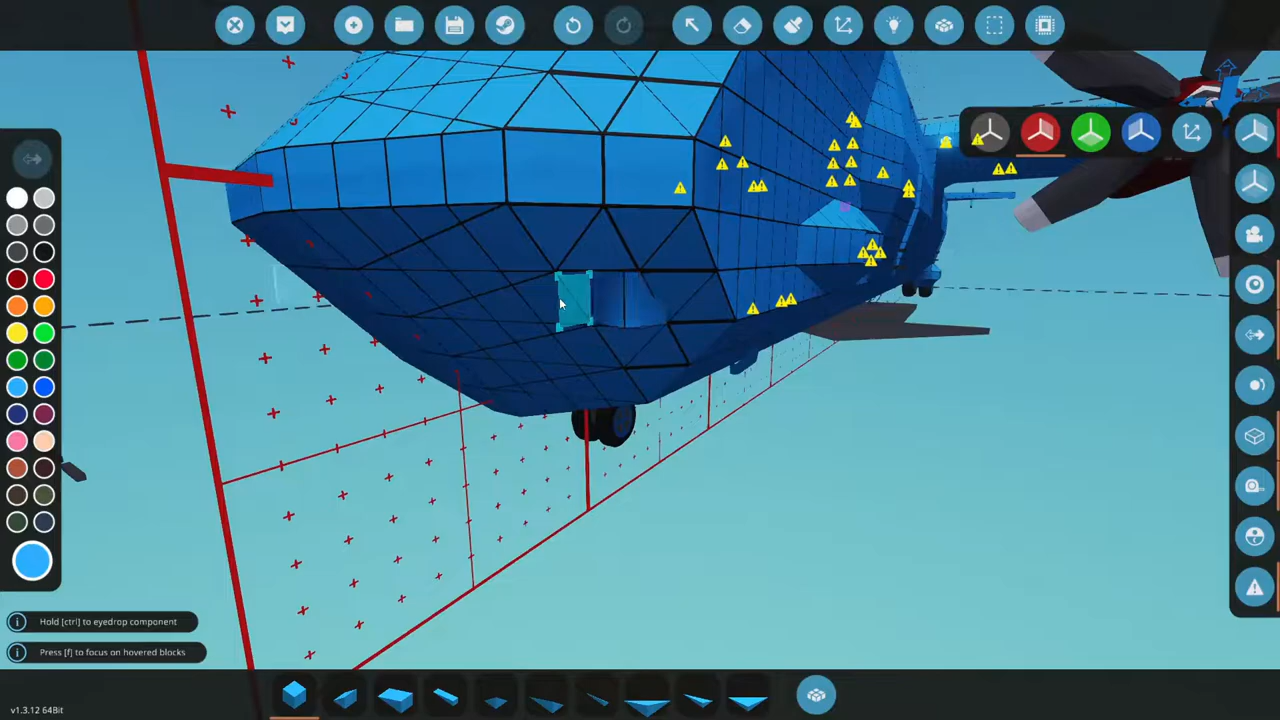 Hold [ctrl] to eyedrop component
Press [f] to focus on hovered blocks
v1.3.12 64Bit